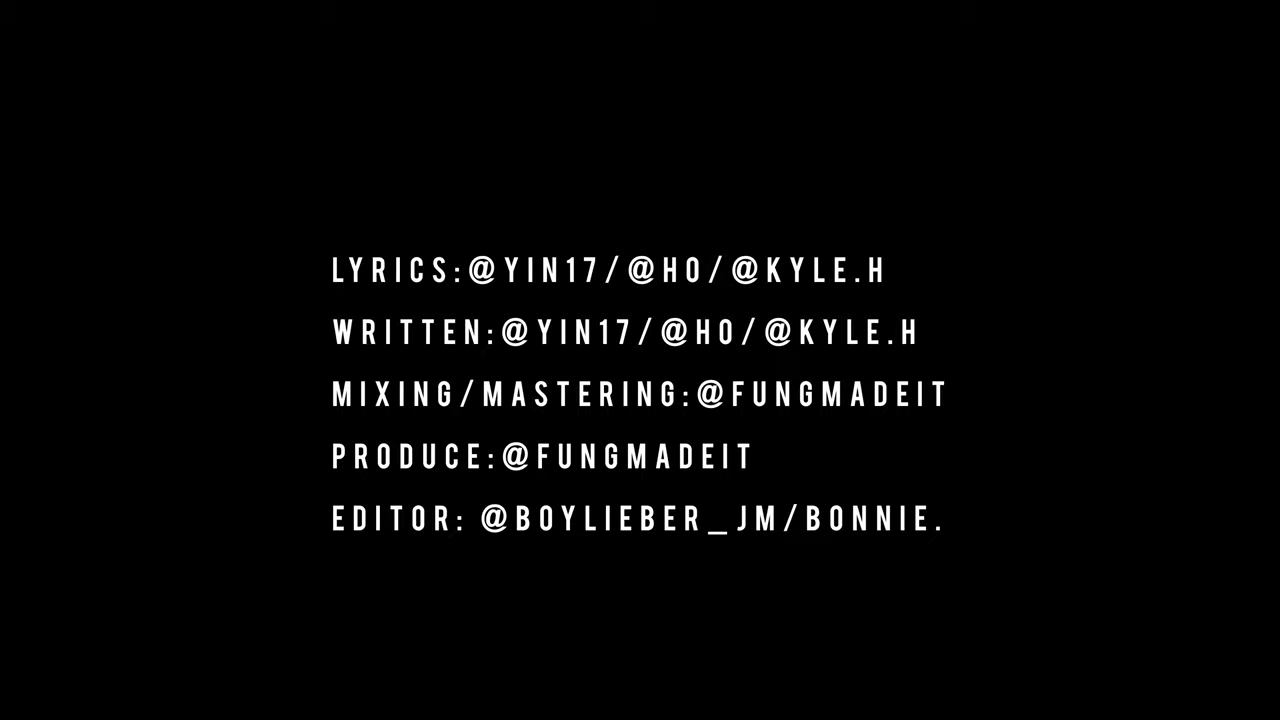 LYRICS:@YIN17/@HO/@KYLE.H
WRITTEN:@YIN17/@HO/@KYLE.H
MIXING/MASTERING:@FUNGMADEIT
PRODUCE:@FUNGMADEIT
EDITOR: @BOYLIEBER_JM/BONNIE.